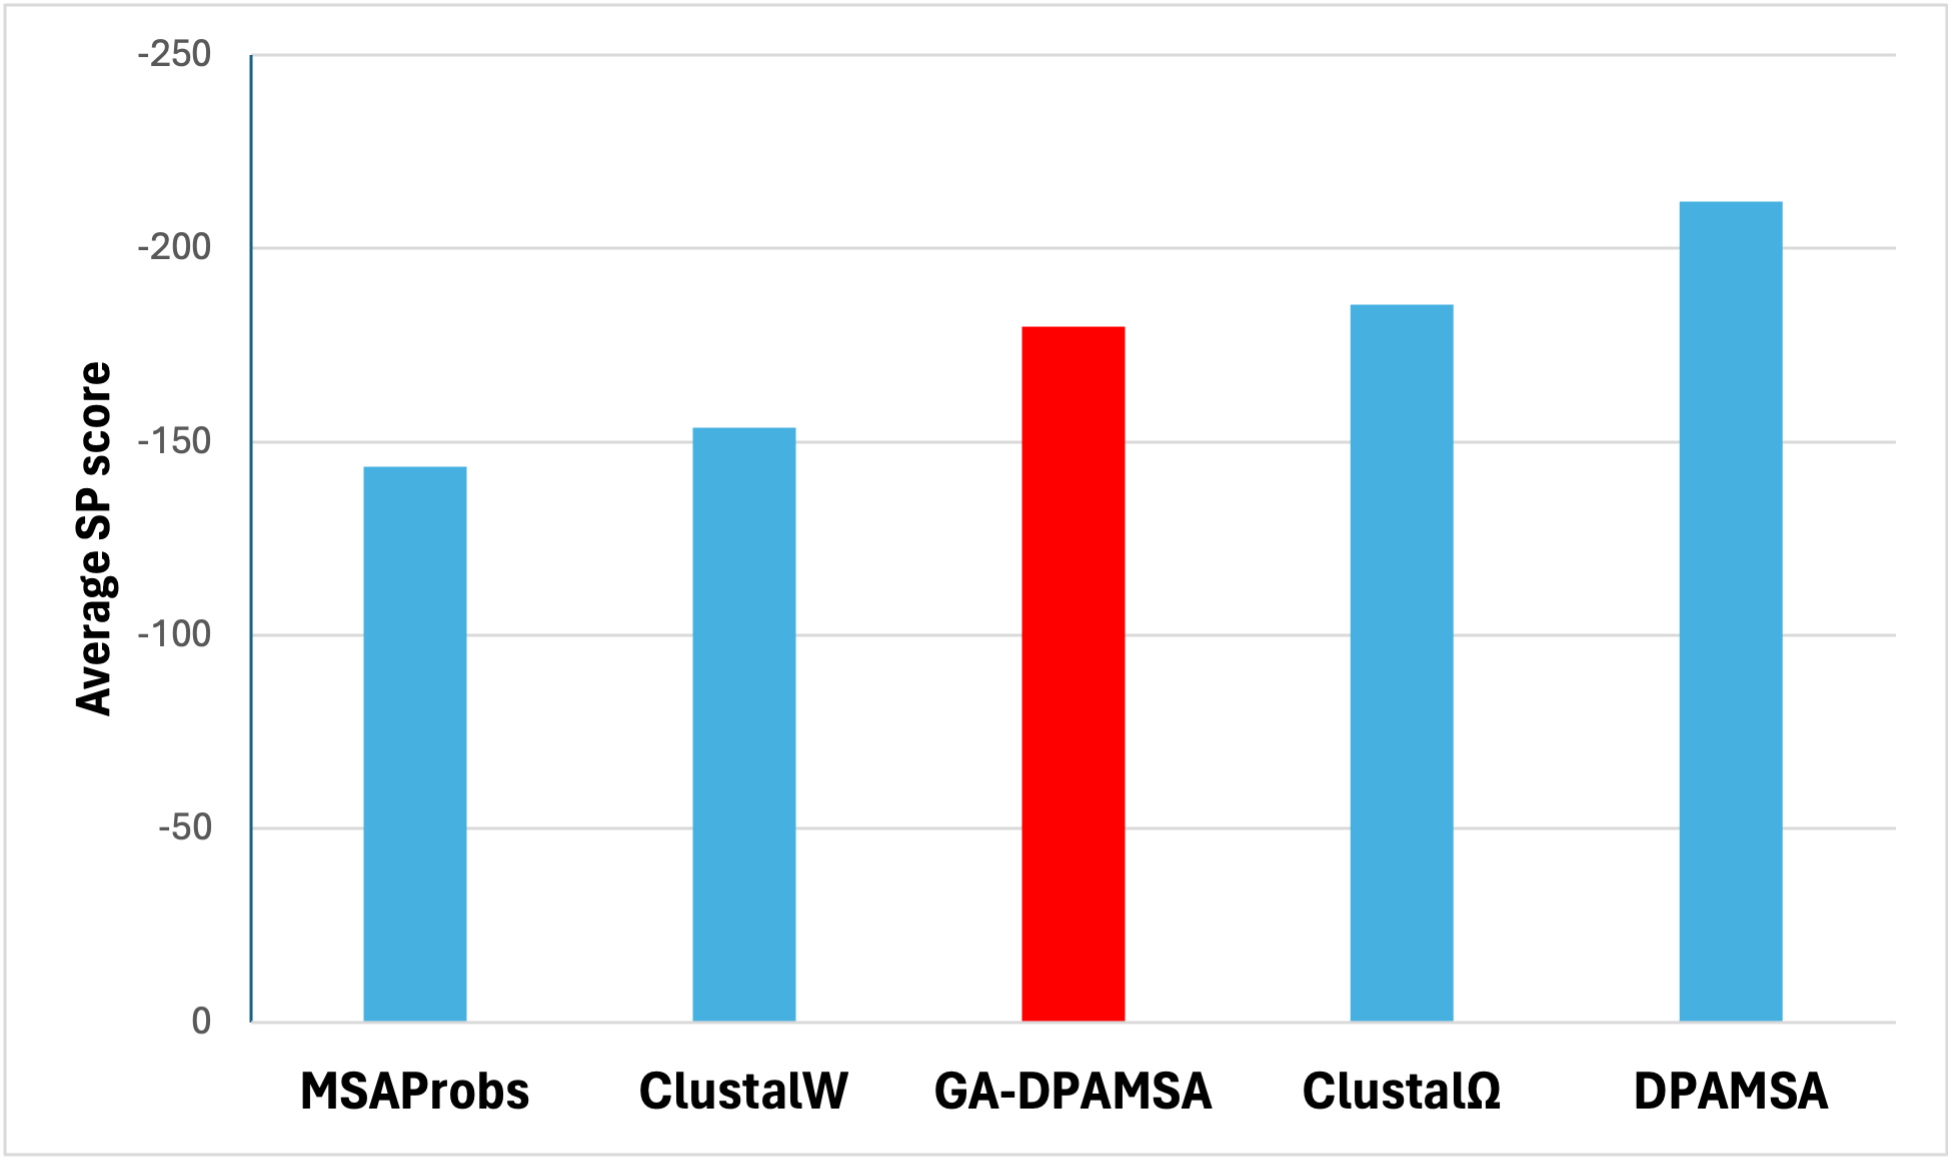 -250
-200
-150
-100
-50
0
Average SP score
MSAProbs
ClustalW
GA-DPAMSA
ClustalΩ
DPAMSA